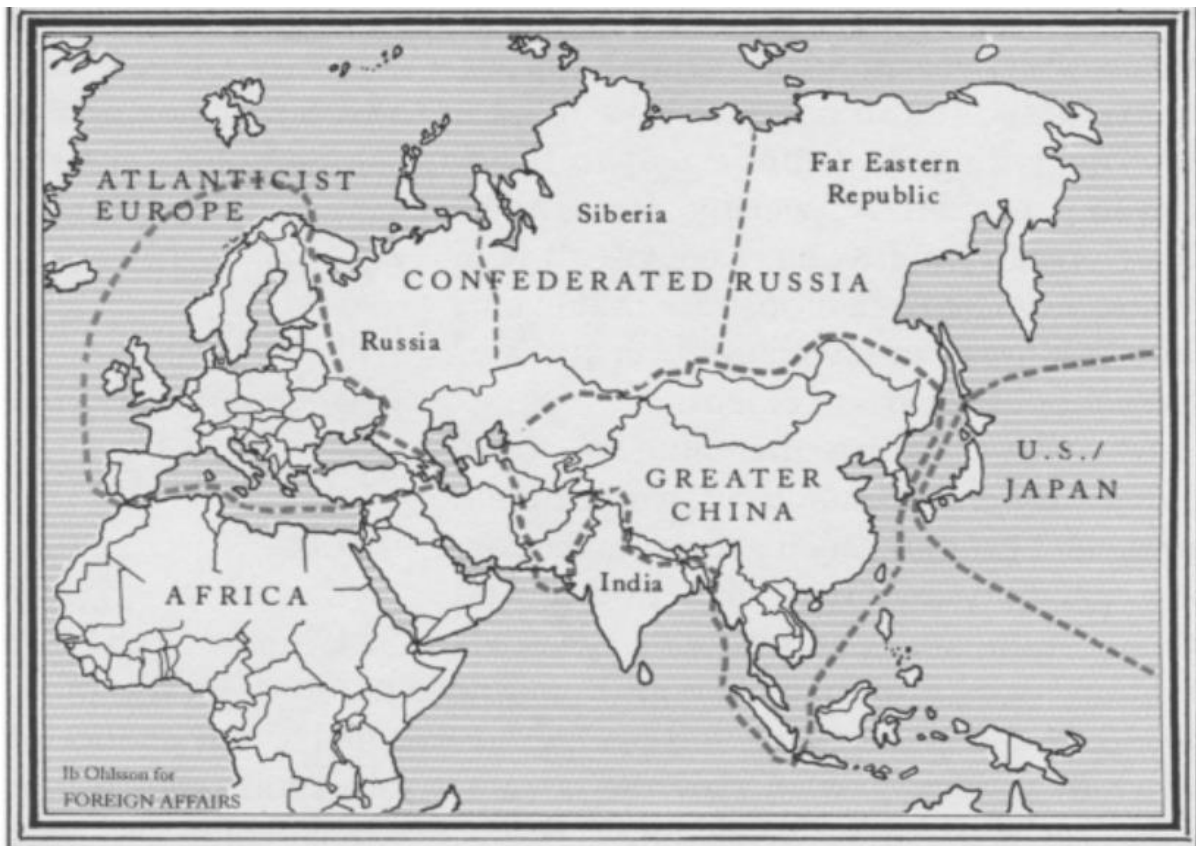 ATLANTICIST
EUROPE
Far Eastern
Republic
Siberia
CONFEDERATED RUSSIA
Russia
U.S./
JAPAN
GREATER
CHINA
India
AFRICA
Ib Ohlsson for
FOREIGN AFFAIRS